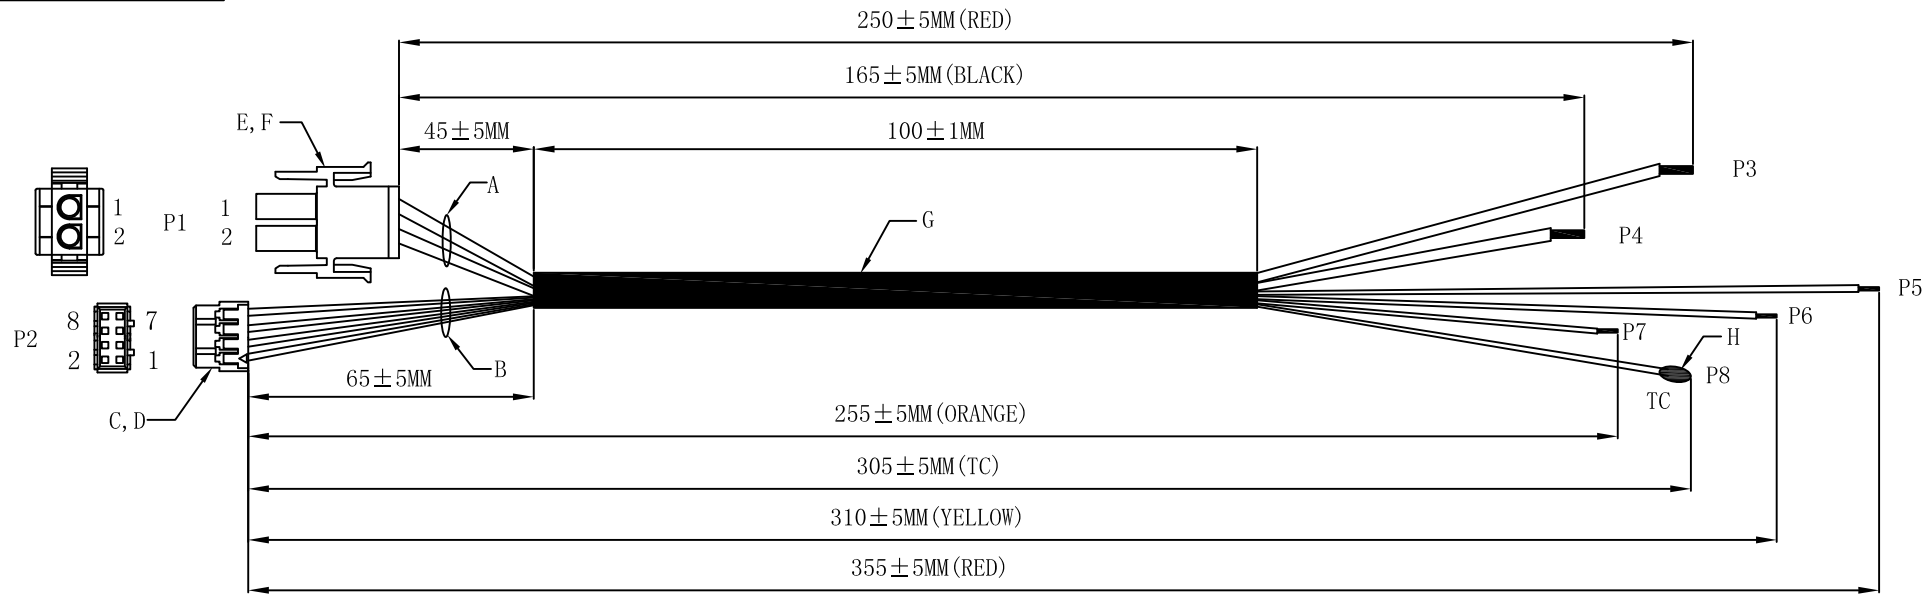 250±5MM(RED)
165±5MM(BLACK)
E,F
45±5MM
100±1MM
A
P3
1
2
P1
1
2
G
P4
P5
P2
8
7
2
1
P6
P7
H
P8
TC
B
65±5MM
C,D
255±5MM(ORANGE)
305±5MM(TC)
310±5MM(YELLOW)
355±5MM(RED)